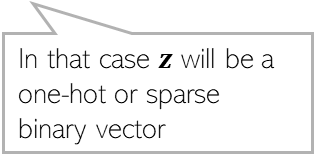 In that case z will be a
one-hot or sparse
binary vector